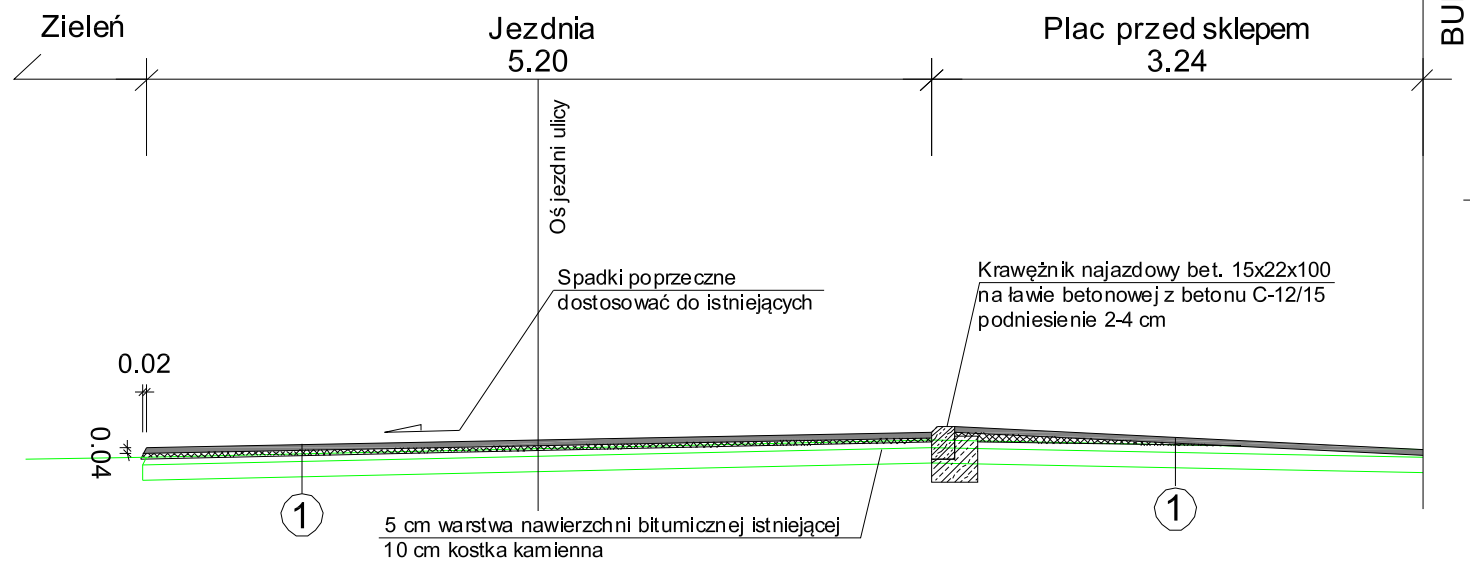 Zieleń
Jezdnia
5.20
Plac przed sklepem
3.24
BU
Oś jezdni ulicy
Spadki poprzeczne
dostosować do istniejących
Krawężnik najazdowy bet. 15x22x100
na ławie betonowej z betonu C-12/15
podniesienie 2-4 cm
0.02
0.04
1
1
5 cm warstwa nawierzchni bitumicznej istniejącej
10 cm kostka kamienna